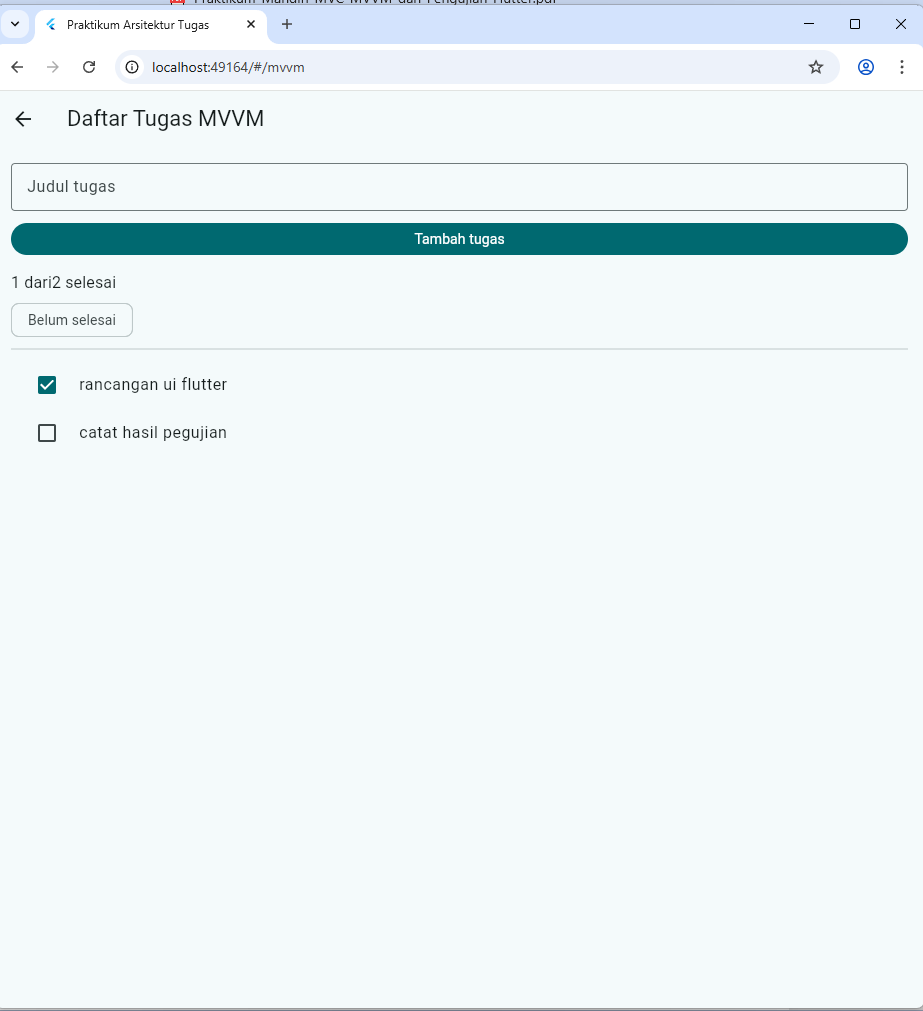 Praktikum Arsitektur Tugas
localhost:49164/#/mvvm
Daftar Tugas MVVM
Judul tugas
Tambah tugas
1 dari2 selesai
Belum selesai
rancangan ui flutter
catat hasil pegujian